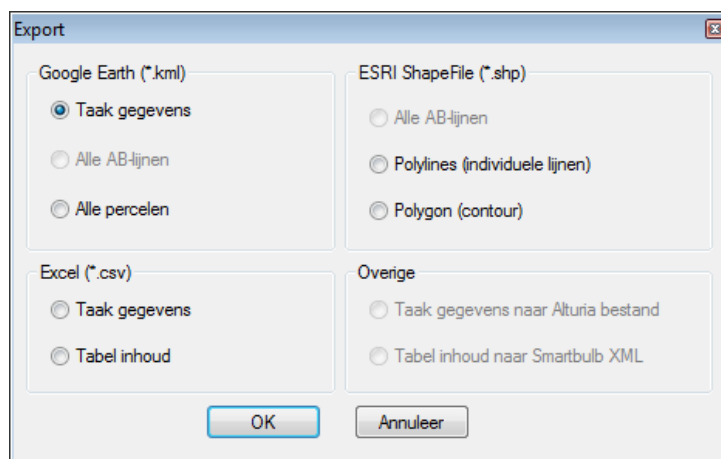 Export
Google Earth (*.kml)
Taak gegevens
Alle AB-lijnen
Alle percelen
ESRI ShapeFile (*.shp)
Alle AB-lijnen
Polylines (individuele lijnen)
Polygon (contour)
Excel (*.csv)
Taak gegevens
Tabel inhoud
Overige
Taak gegevens naar Alturia bestand
Tabel inhoud naar Smartbulb XML
OK
Annuleer